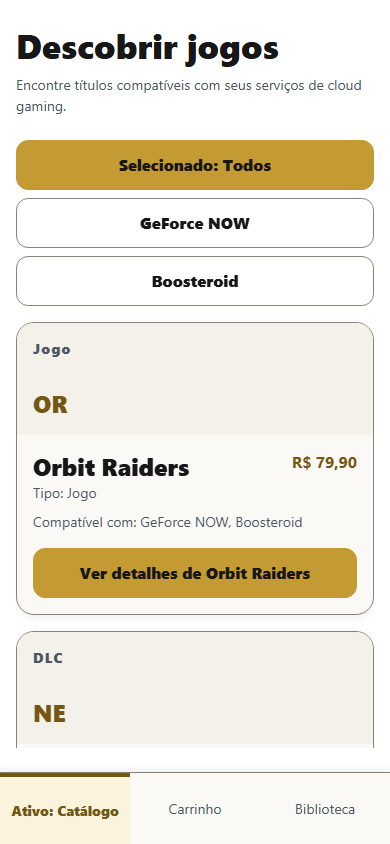 Descobrir jogos
Encontre títulos compatíveis com seus serviços de cloud
gaming.
Selecionado: Todos
GeForce NOW
Boosteroid
Jogo
OR
Orbit Raiders
R$ 79,90
Tipo: Jogo
Compatível com: GeForce NOW, Boosteroid
Ver detalhes de Orbit Raiders
DLC
NE
Ativo: Catálogo
Carrinho
Biblioteca